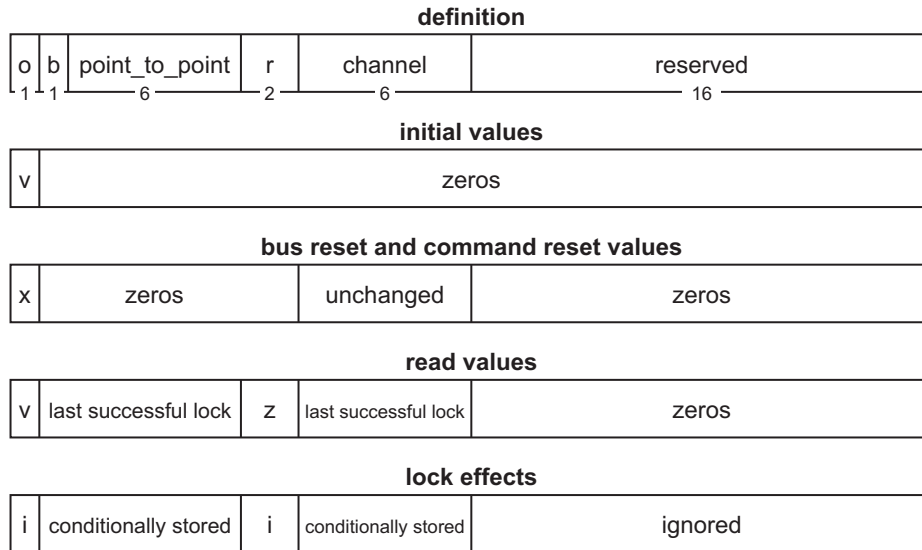 definition
o b point_to_point r channel reserved
1 1 6 2 6 16
initial values
v zeros
bus reset and command reset values
x zeros unchanged zeros
read values
v last successful lock z last successful lock zeros
lock effects
i conditionally stored i conditionally stored ignored